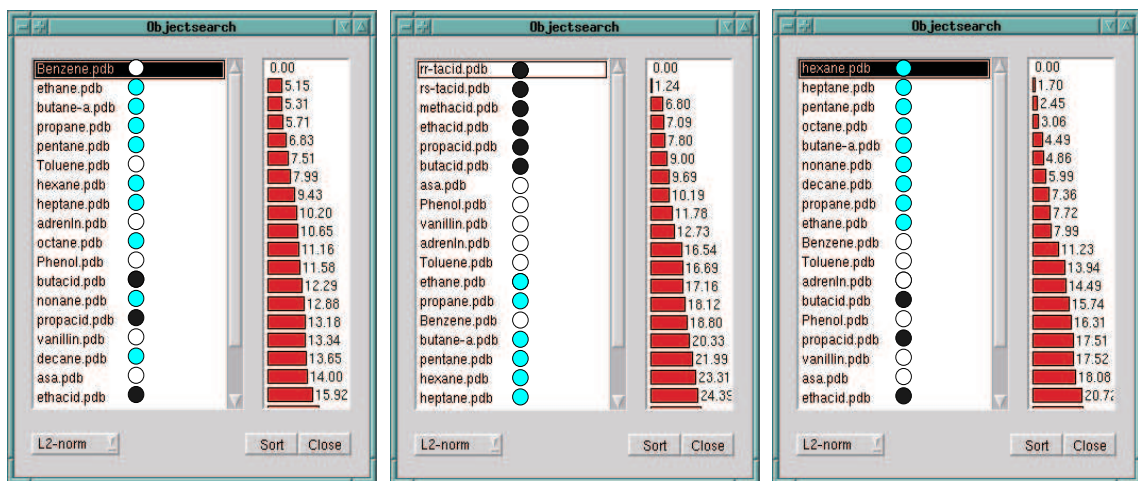 Objectsearch
Benzene.pdb
ethane.pdb
butane-a.pdb
propane.pdb
pentane.pdb
Toluene.pdb
hexane.pdb
heptane.pdb
adrenln.pdb
octane.pdb
Phenol.pdb
butacid.pdb
nonane.pdb
propacid.pdb
vanillin.pdb
decane.pdb
asa.pdb
ethacid.pdb
0.00
5.15
5.31
5.71
6.83
7.51
7.99
9.43
10.20
10.65
11.16
11.58
12.29
12.88
13.18
13.34
13.65
14.00
15.92
L2-norm
Sort Close
Objectsearch
rr-tacid.pdb
rs-tacid.pdb
methacid.pdb
ethacid.pdb
propacid.pdb
butacid.pdb
asa.pdb
Phenol.pdb
vanillin.pdb
adrenln.pdb
Toluene.pdb
ethane.pdb
propane.pdb
Benzene.pdb
butane-a.pdb
pentane.pdb
hexane.pdb
heptane.pdb
0.00
1.24
6.80
7.09
7.80
9.00
9.69
10.19
11.78
12.73
16.54
16.69
17.16
18.12
18.80
20.33
21.99
23.31
24.39
L2-norm
Sort Close
Objectsearch
hexane.pdb
heptane.pdb
pentane.pdb
octane.pdb
butane-a.pdb
nonane.pdb
decane.pdb
propane.pdb
ethane.pdb
Benzene.pdb
Toluene.pdb
adrenln.pdb
butacid.pdb
Phenol.pdb
propacid.pdb
vanillin.pdb
asa.pdb
ethacid.pdb
0.00
1.70
2.45
3.06
4.49
4.86
5.99
7.36
7.72
7.99
11.23
13.94
14.49
15.74
16.31
17.51
17.52
18.08
20.72
L2-norm
Sort Close